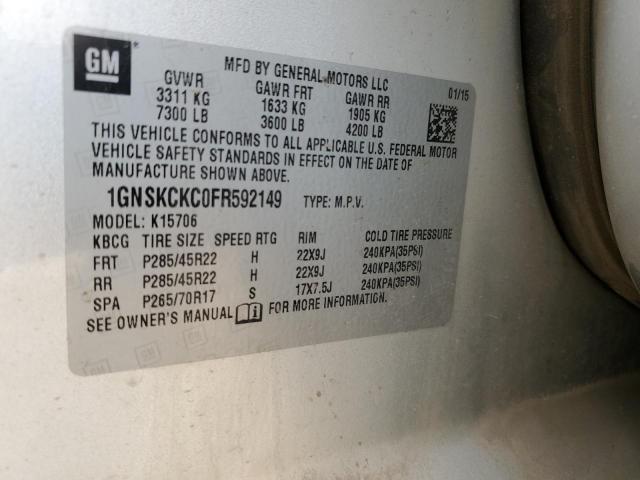 GM
MFD BY GENERAL MOTORS LLC
01/15
GVWR GAWR FRT GAWR RR
3311 KG 1633 KG 1905 KG
7300 LB 3600 LB 4200 LB
THIS VEHICLE CONFORMS TO ALL APPLICABLE U.S. FEDERAL MOTOR
VEHICLE SAFETY STANDARDS IN EFFECT ON THE DATE OF
MANUFACTURE SHOWN ABOVE.
1GNSKCKC0FR592149 TYPE: M.P.V.
MODEL: K15706
KBCG TIRE SIZE SPEED RTG RIM COLD TIRE PRESSURE
FRT P285/45R22 H 22X9J 240KPA(35PSI)
RR P285/45R22 H 22X9J 240KPA(35PSI)
SPA P265/70R17 S 17X7.5J 240KPA(35PSI)
SEE OWNER'S MANUAL FOR MORE INFORMATION.